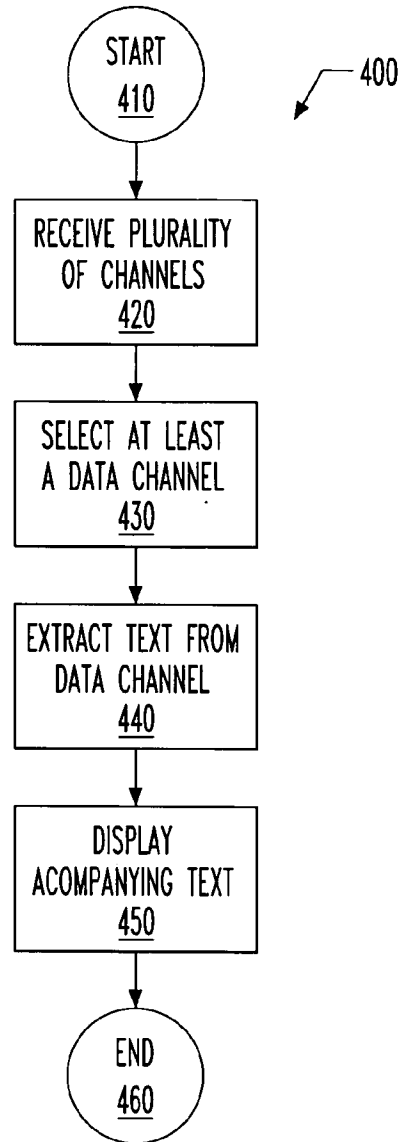 START
410
400
RECEIVE PLURALITY
OF CHANNELS
420
SELECT AT LEAST
A DATA CHANNEL
430
EXTRACT TEXT FROM
DATA CHANNEL
440
DISPLAY
ACOMPANYING TEXT
450
END
460